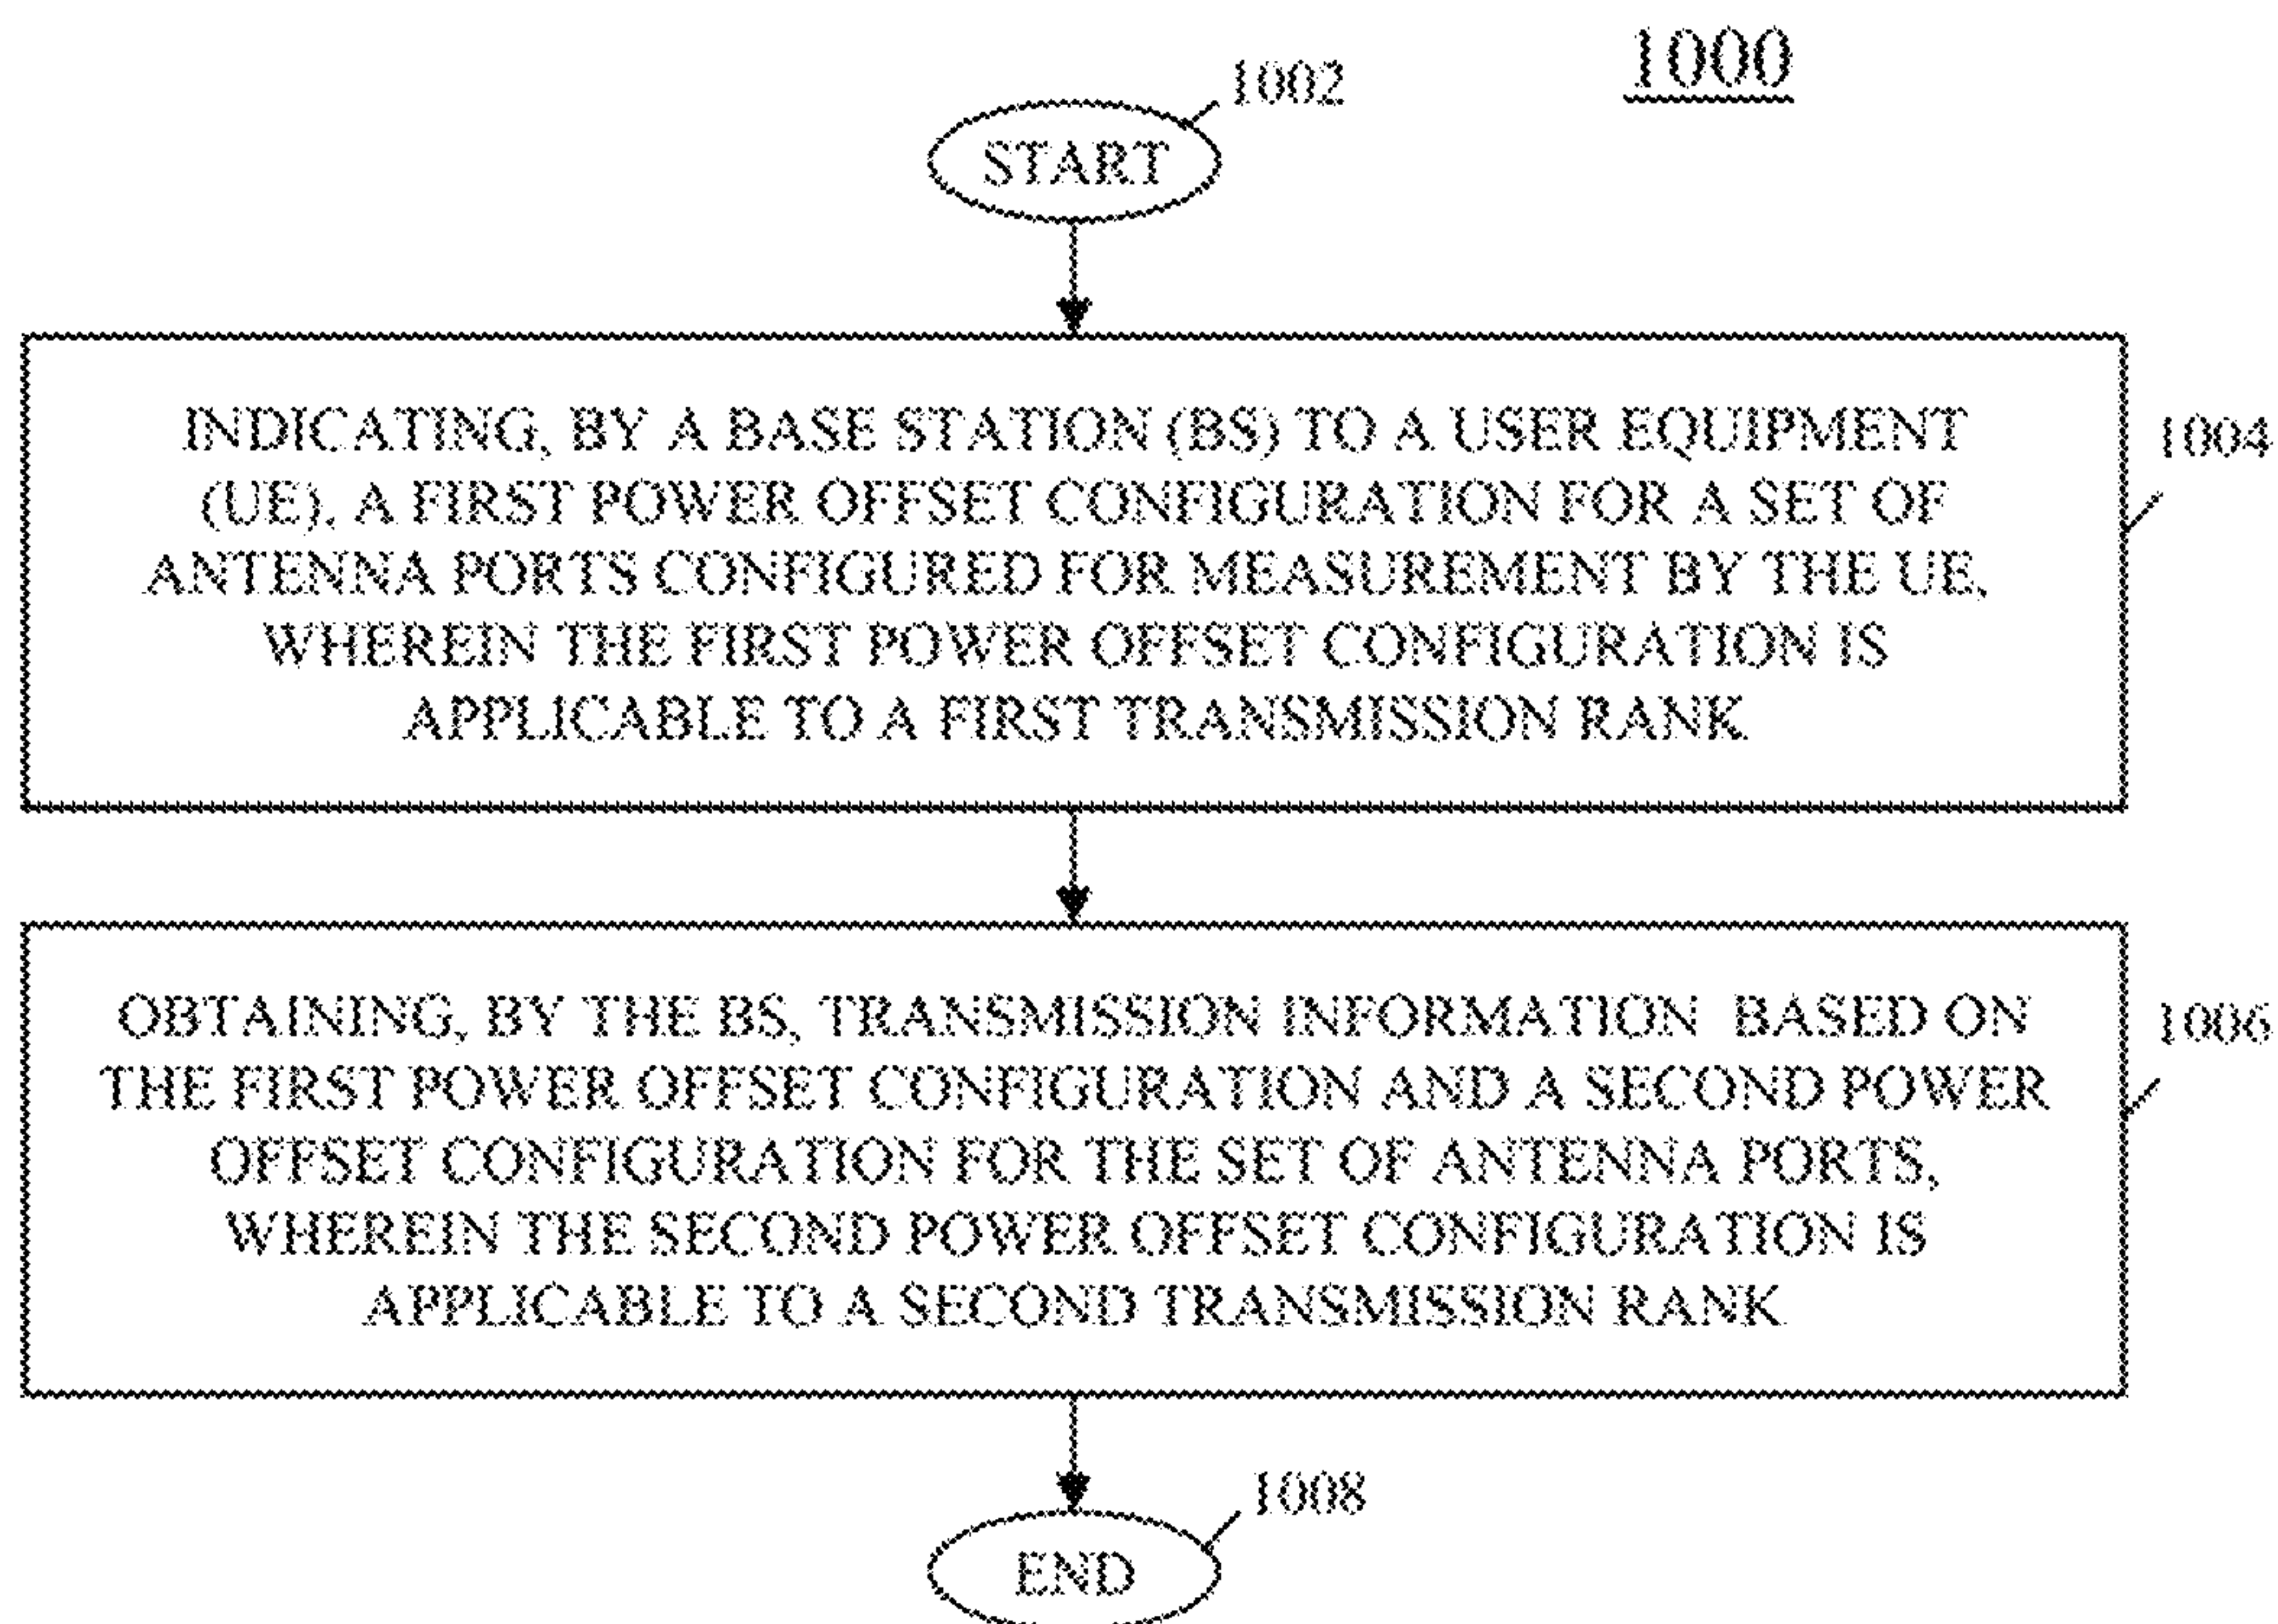 1000
1002
START
INDICATING, BY A BASE STATION (BS) TO A USER EQUIPMENT
(UE), A FIRST POWER OFFSET CONFIGURATION FOR A SET OF
ANTENNA PORTS CONFIGURED FOR MEASUREMENT BY THE UE,
WHEREIN THE FIRST POWER OFFSET CONFIGURATION IS
APPLICABLE TO A FIRST TRANSMISSION RANK
1004
OBTAINING, BY THE BS, TRANSMISSION INFORMATION BASED ON
THE FIRST POWER OFFSET CONFIGURATION AND A SECOND POWER
OFFSET CONFIGURATION FOR THE SET OF ANTENNA PORTS,
WHEREIN THE SECOND POWER OFFSET CONFIGURATION IS
APPLICABLE TO A SECOND TRANSMISSION RANK
1006
1008
END